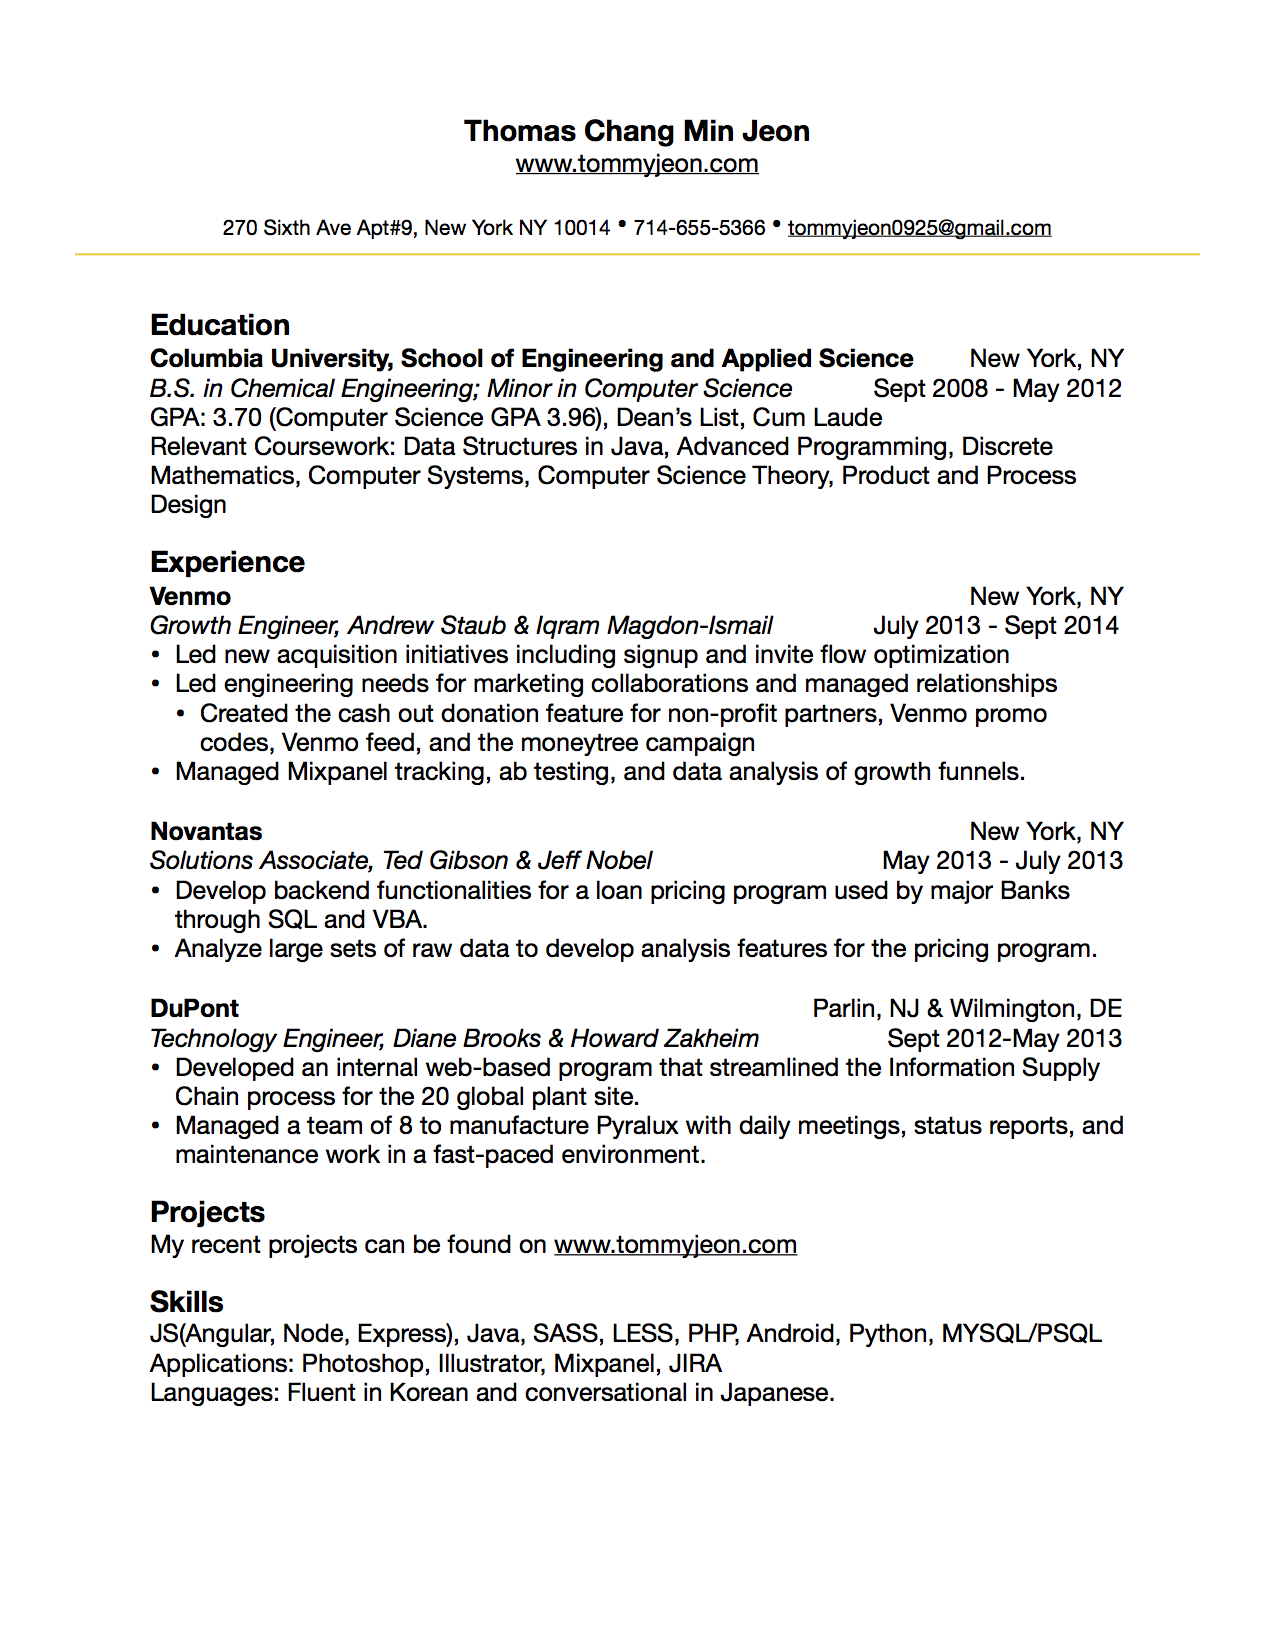 Thomas Chang Min Jeon
www.tommyjeon.com
270 Sixth Ave Apt#9, New York NY 10014 • 714-655-5366 • tommyjeon0925@gmail.com
Education
Columbia University, School of Engineering and Applied Science New York, NY
B.S. in Chemical Engineering; Minor in Computer Science Sept 2008 - May 2012
GPA: 3.70 (Computer Science GPA 3.96), Dean’s List, Cum Laude
Relevant Coursework: Data Structures in Java, Advanced Programming, Discrete
Mathematics, Computer Systems, Computer Science Theory, Product and Process
Design
Experience
Venmo New York, NY
Growth Engineer, Andrew Staub & Iqram Magdon-Ismail July 2013 - Sept 2014
• Led new acquisition initiatives including signup and invite flow optimization
• Led engineering needs for marketing collaborations and managed relationships
• Created the cash out donation feature for non-profit partners, Venmo promo
codes, Venmo feed, and the moneytree campaign
• Managed Mixpanel tracking, ab testing, and data analysis of growth funnels.
Novantas New York, NY
Solutions Associate, Ted Gibson & Jeff Nobel May 2013 - July 2013
• Develop backend functionalities for a loan pricing program used by major Banks
through SQL and VBA.
• Analyze large sets of raw data to develop analysis features for the pricing program.
DuPont Parlin, NJ & Wilmington, DE
Technology Engineer, Diane Brooks & Howard Zakheim Sept 2012-May 2013
• Developed an internal web-based program that streamlined the Information Supply
Chain process for the 20 global plant site.
• Managed a team of 8 to manufacture Pyralux with daily meetings, status reports, and
maintenance work in a fast-paced environment.
Projects
My recent projects can be found on www.tommyjeon.com
Skills
JS(Angular, Node, Express), Java, SASS, LESS, PHP, Android, Python, MYSQL/PSQL
Applications: Photoshop, Illustrator, Mixpanel, JIRA
Languages: Fluent in Korean and conversational in Japanese.